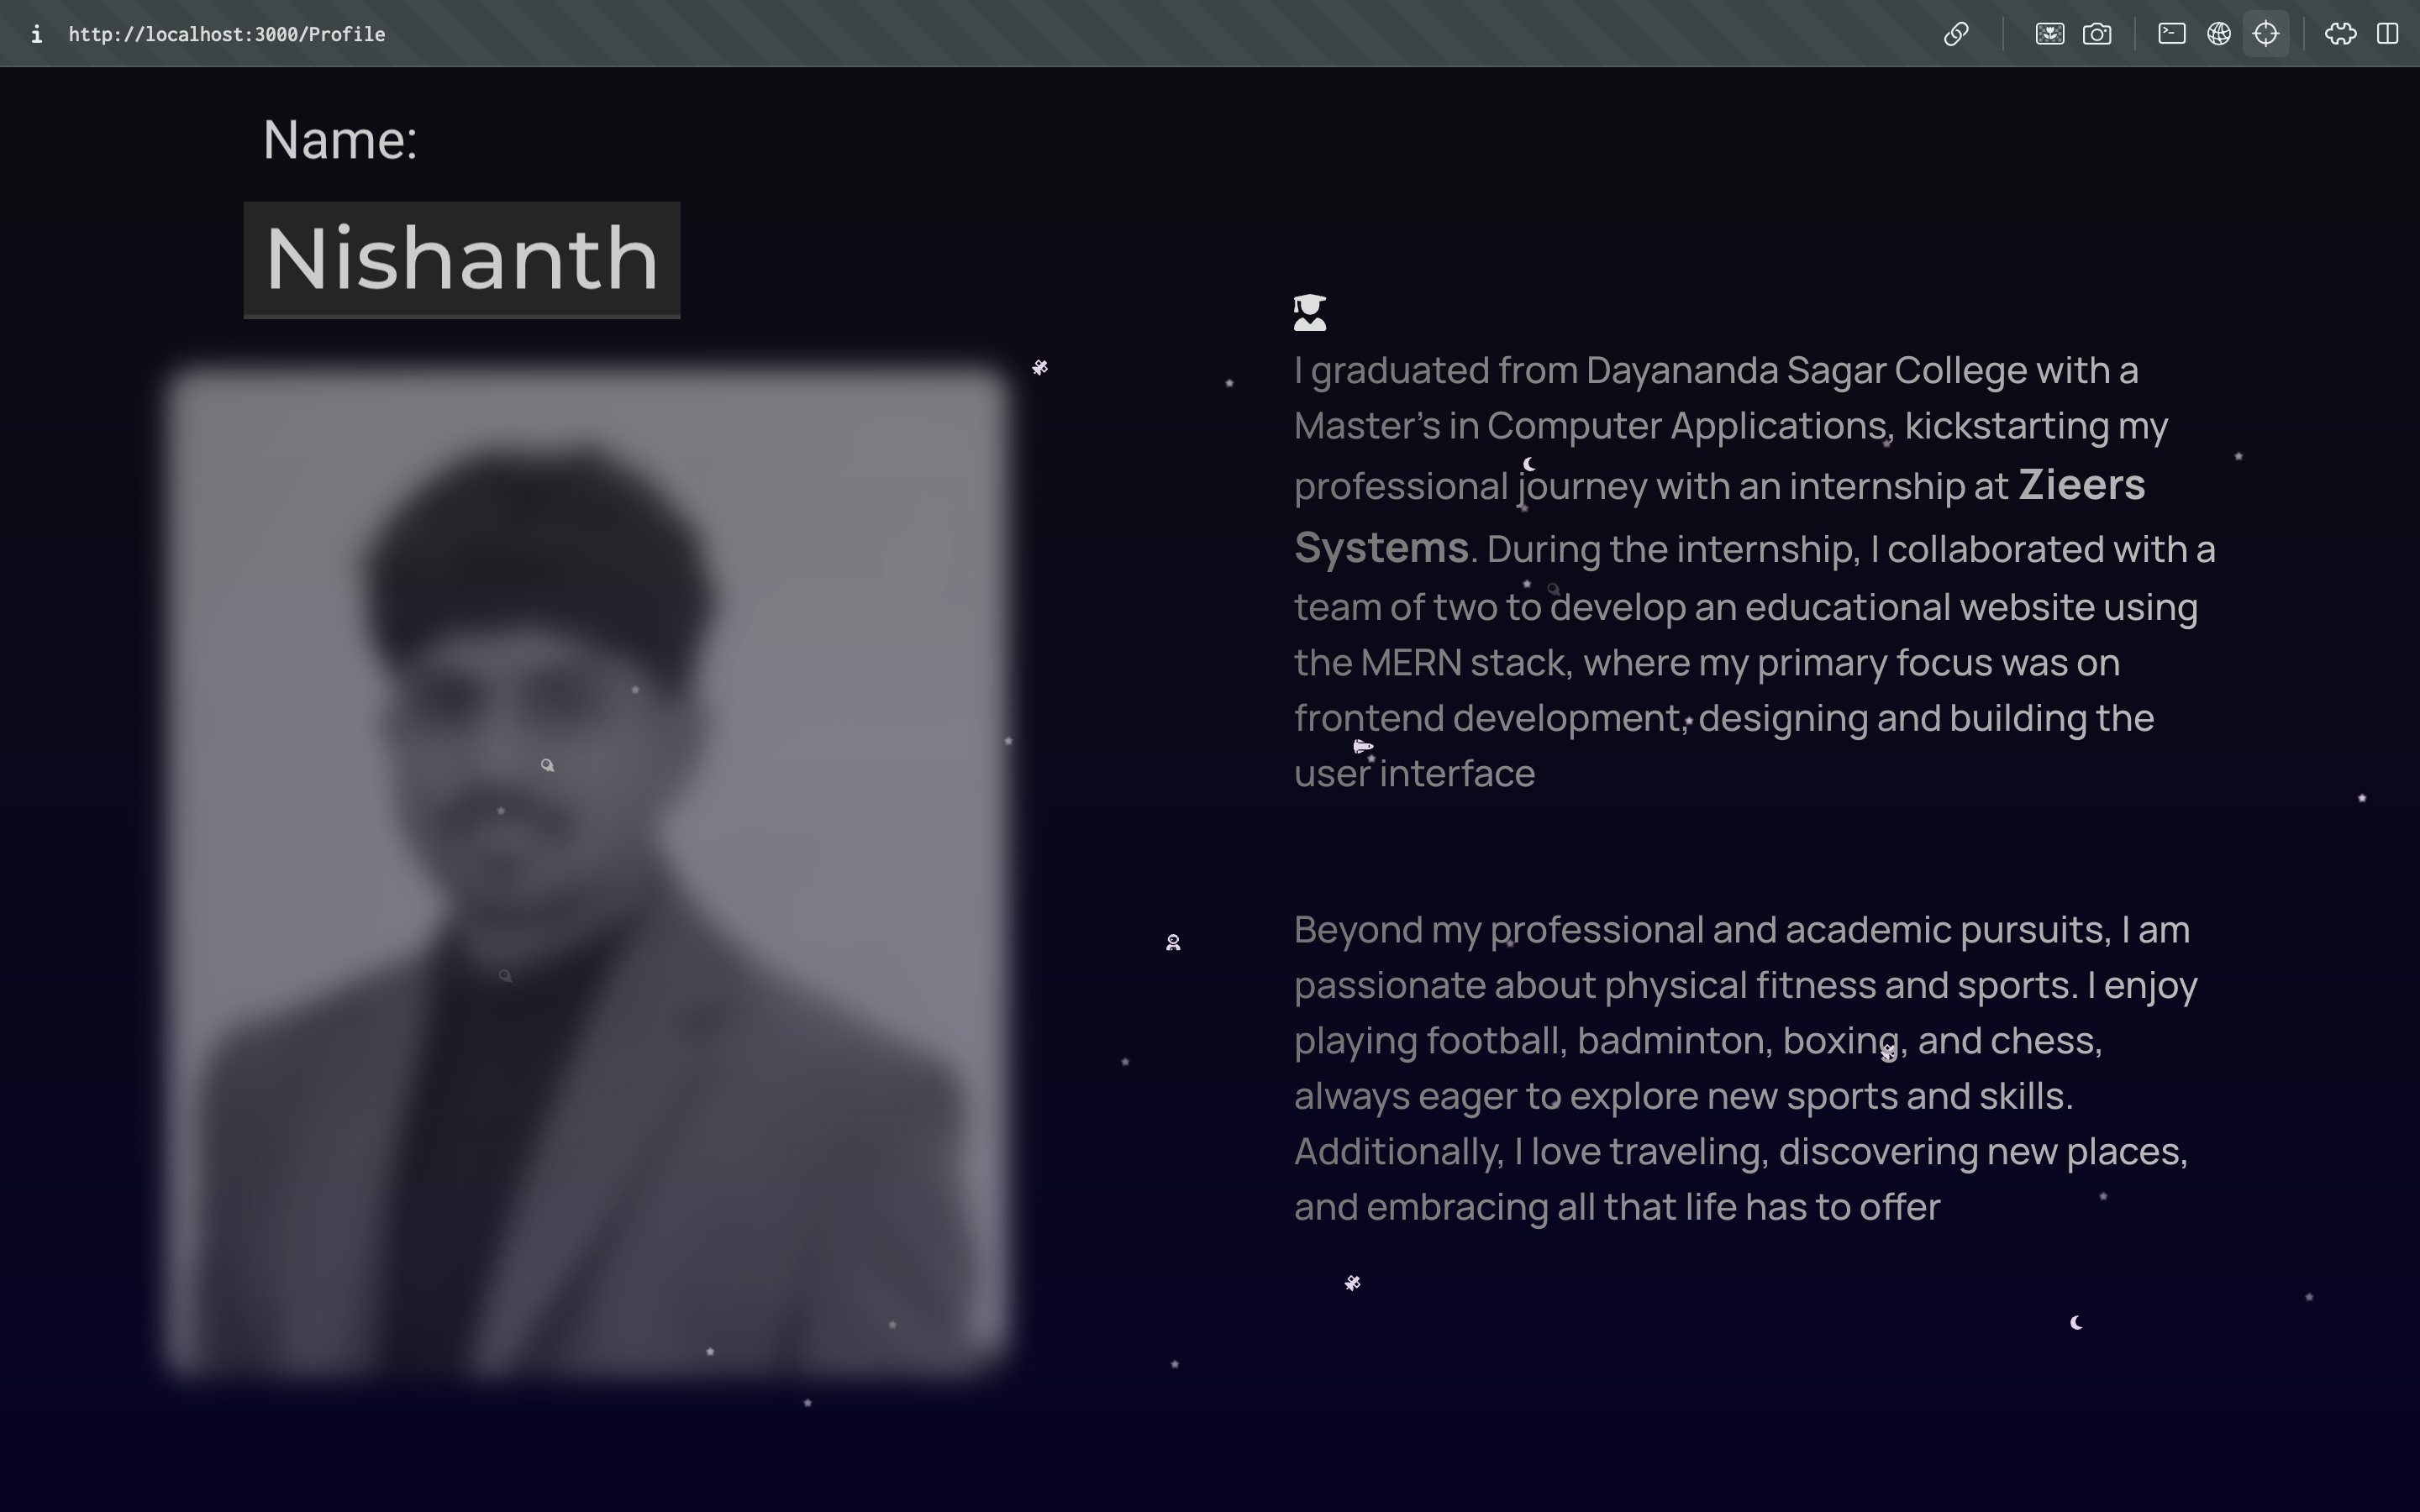 http://localhost:3000/Profile
Name:
Nishanth
I graduated from Dayananda Sagar College with a
Master's in Computer Applications, kickstarting my
professional journey with an internship at Zieers
Systems. During the internship, I collaborated with a
team of two to develop an educational website using
the MERN stack, where my primary focus was on
frontend development, designing and building the
user interface
Beyond my professional and academic pursuits, I am
passionate about physical fitness and sports. I enjoy
playing football, badminton, boxing, and chess,
always eager to explore new sports and skills.
Additionally, I love traveling, discovering new places,
and embracing all that life has to offer